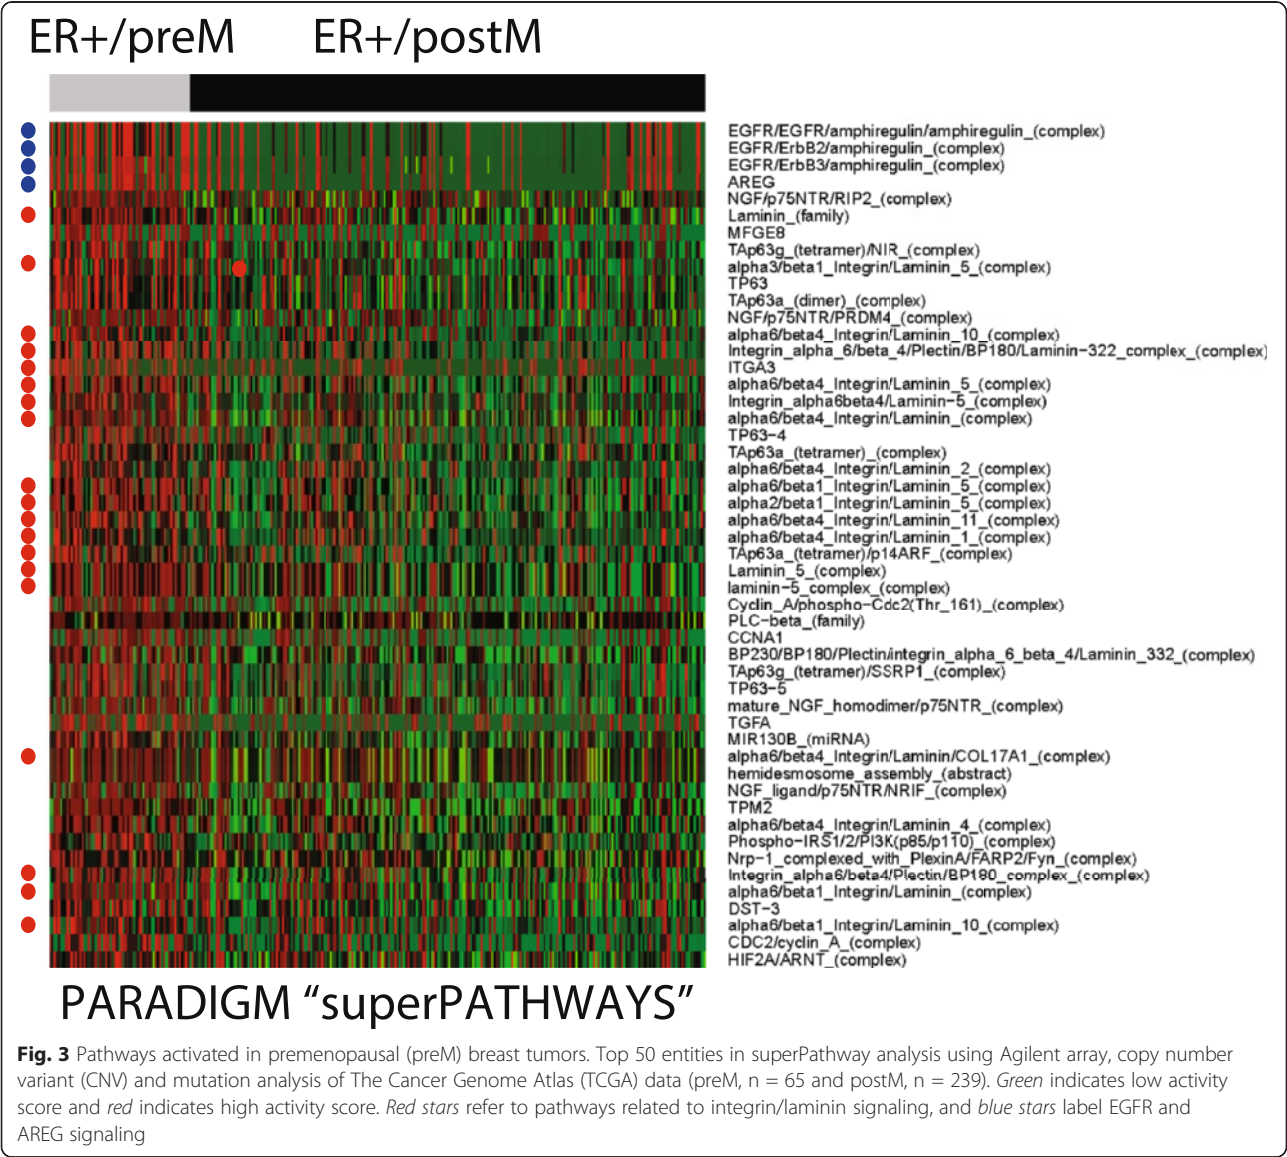 ER+/preM ER+/postM
EGFR/EGFR/amphiregulin/amphiregulin_(complex)
EGFR/ErbB2/amphiregulin_(complex)
EGFR/ErbB3/amphiregulin_(complex)
AREG
NGF/p75NTR/RIP2_(complex)
Laminin_(family)
MFGE8
TAp63g_(tetramer)/NIR_(complex)
alpha3/beta1_Integrin/Laminin_5_(complex)
TP63
TAp63a_(dimer)_(complex)
NGF/p75NTR/PRDM4_(complex)
alpha6/beta4_Integrin/Laminin_10_(complex)
Integrin_alpha_6/beta_4/Plectin/BP180/Laminin-322_complex_(complex)
ITGA3
alpha6/beta4_Integrin/Laminin_5_(complex)
Integrin_alpha6beta4/Laminin-5_(complex)
alpha6/beta4_Integrin/Laminin_(complex)
TP63-4
TAp63a_(tetramer)_(complex)
alpha6/beta4_Integrin/Laminin_2_(complex)
alpha6/beta1_Integrin/Laminin_5_(complex)
alpha2/beta1_Integrin/Laminin_5_(complex)
alpha6/beta4_Integrin/Laminin_11_(complex)
alpha6/beta4_Integrin/Laminin_1_(complex)
TAp63a_(tetramer)/p14ARF_(complex)
Laminin_5_(complex)
laminin-5_complex_(complex)
Cyclin_A/phospho-Cdc2(Thr_161)_(complex)
PLC-beta_(family)
CCNA1
BP230/BP180/Plectin/integrin_alpha_6_beta_4/Laminin_332_(complex)
TAp63g_(tetramer)/SSRP1_(complex)
TP63-5
mature_NGF_homodimer/p75NTR_(complex)
TGFA
MIR130B_(miRNA)
alpha6/beta4_Integrin/Laminin/COL17A1_(complex)
hemidesmosome_assembly_(abstract)
NGF_ligand/p75NTR/NRIF_(complex)
TPM2
alpha6/beta4_Integrin/Laminin_4_(complex)
Phospho-IRS1/2/PI3K(p85/p110)_(complex)
Nrp-1_complexed_with_PlexinA/FARP2/Fyn_(complex)
Integrin_alpha6/beta4/Plectin/BP180_complex_(complex)
alpha6/beta1_Integrin/Laminin_(complex)
DST-3
alpha6/beta1_Integrin/Laminin_10_(complex)
CDC2/cyclin_A_(complex)
HIF2A/ARNT_(complex)
PARADIGM “superPATHWAYS”
Fig. 3 Pathways activated in premenopausal (preM) breast tumors. Top 50 entities in superPathway analysis using Agilent array, copy number
variant (CNV) and mutation analysis of The Cancer Genome Atlas (TCGA) data (preM, n = 65 and postM, n = 239). Green indicates low activity
score and red indicates high activity score. Red stars refer to pathways related to integrin/laminin signaling, and blue stars label EGFR and
AREG signaling